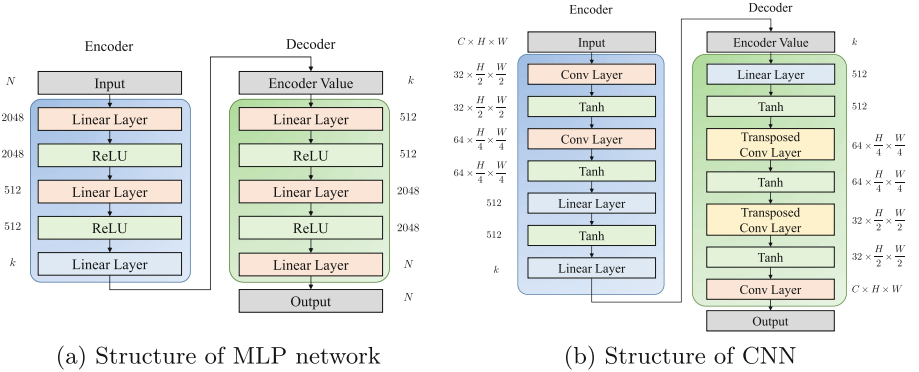 Encoder
Decoder
N
Input
2048
Linear Layer
2048
ReLU
512
Linear Layer
512
ReLU
k
Linear Layer
Encoder Value
k
Linear Layer
512
ReLU
512
Linear Layer
2048
ReLU
2048
Linear Layer
N
Output
N
(a) Structure of MLP network
Encoder
Decoder
C × H × W
Input
32 × H/2 × W/2
Conv Layer
32 × H/2 × W/2
Tanh
64 × H/4 × W/4
Conv Layer
64 × H/4 × W/4
Tanh
512
Linear Layer
512
Tanh
k
Linear Layer
Encoder Value
k
Linear Layer
512
Tanh
512
Transposed
Conv Layer
64 × H/4 × W/4
Tanh
64 × H/4 × W/4
Transposed
Conv Layer
32 × H/2 × W/2
Tanh
32 × H/2 × W/2
Conv Layer
C × H × W
Output
(b) Structure of CNN